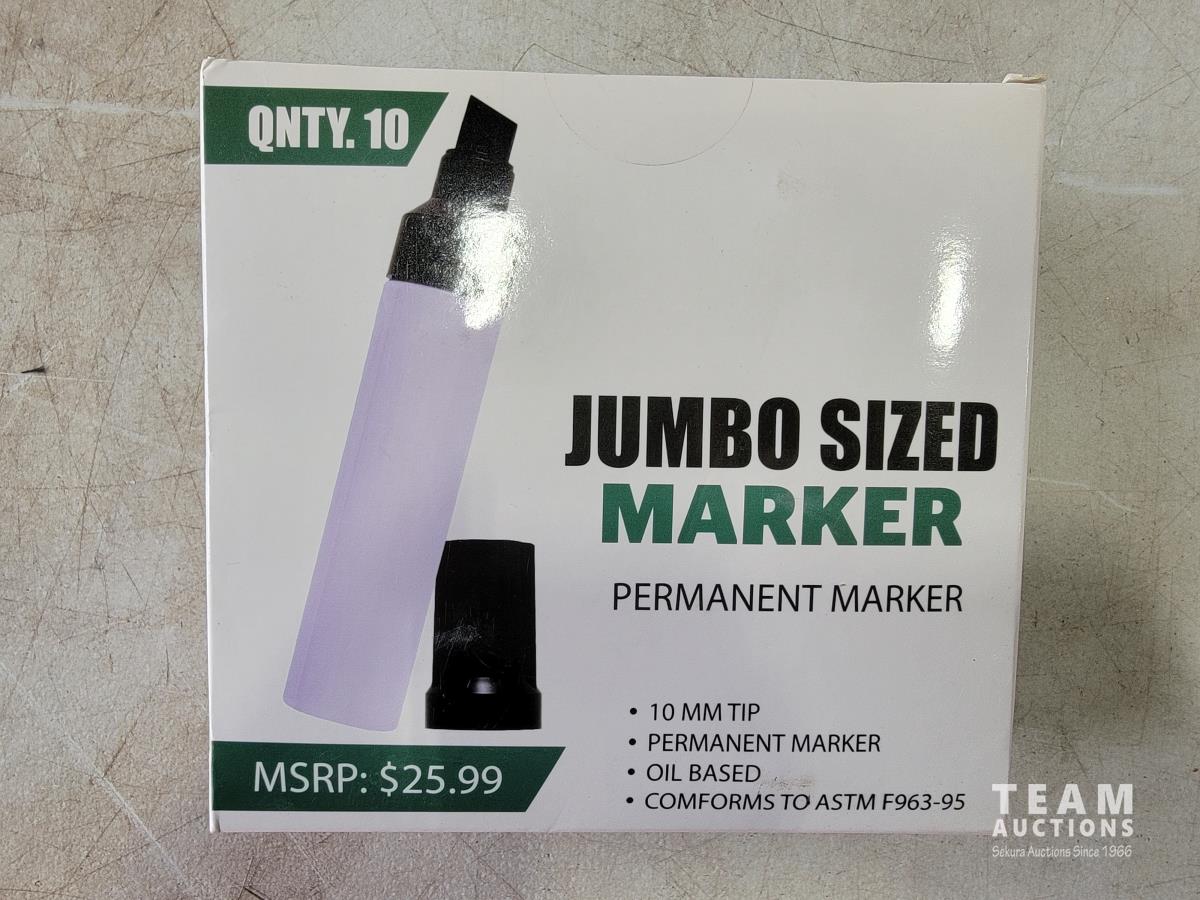 QNTY. 10
JUMBO SIZED
MARKER
PERMANENT MARKER
• 10 MM TIP
• PERMANENT MARKER
• OIL BASED
• COMFORMS TO ASTM F963-95
MSRP: $25.99
TEAM
AUCTIONS
Sekura Auctions Since 1966